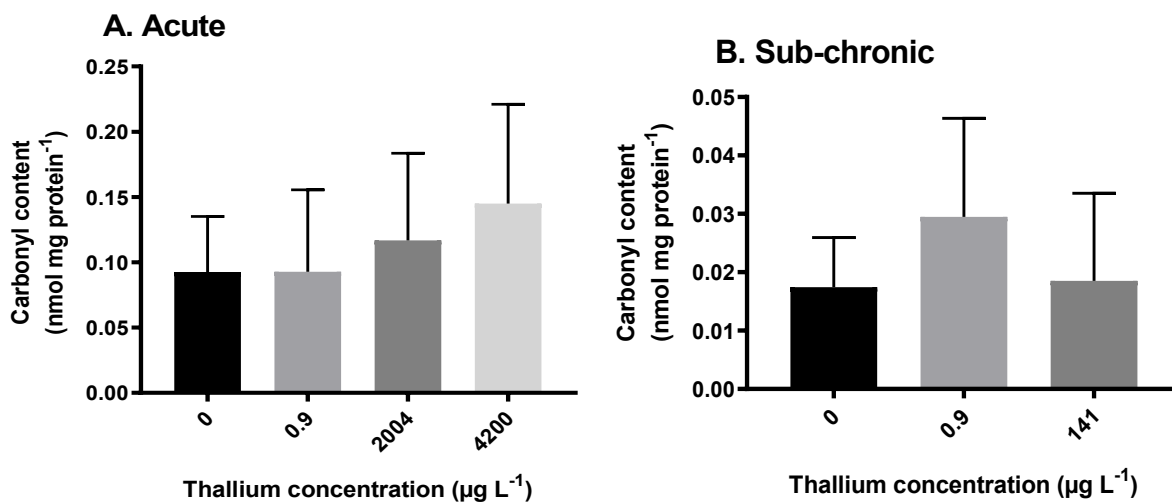 A. Acute
Carbonyl content
(nmol mg protein⁻¹)
0.25
0.20
0.15
0.10
0.05
0.00
0
0.9
2004
4200
Thallium concentration (µg L⁻¹)
B. Sub-chronic
Carbonyl content
(nmol mg protein⁻¹)
0.05
0.04
0.03
0.02
0.01
0.00
0
0.9
141
Thallium concentration (µg L⁻¹)